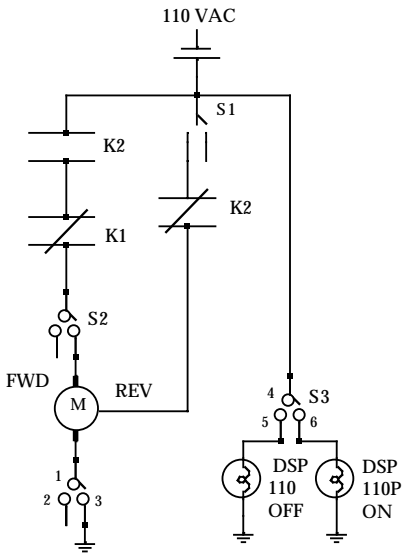 110 VAC
S1
K2
K2
K1
S2
FWD
REV
M
4
S3
5
6
1
2
3
DSP
110
OFF
DSP
110P
ON